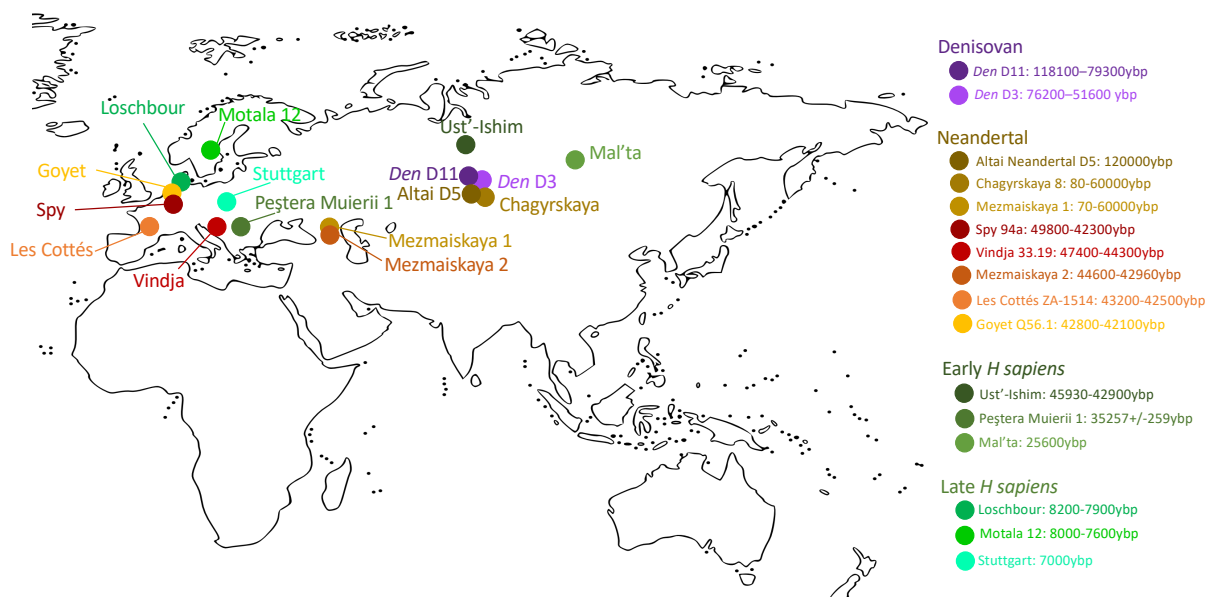 Loschbour
Motala 12
Ust'-Ishim
Mal'ta
Goyet
Stuttgart
Den D11
Den D3
Altai D5
Chagyrskaya
Spy
Peştera Muierii 1
Les Cottés
Mezmaiskaya 1
Mezmaiskaya 2
Vindja
Denisovan
Den D11: 118100–79300ybp
Den D3: 76200–51600 ybp
Neandertal
Altai Neandertal D5: 120000ybp
Chagyrskaya 8: 80-60000ybp
Mezmaiskaya 1: 70-60000ybp
Spy 94a: 49800-42300ybp
Vindja 33.19: 47400-44300ybp
Mezmaiskaya 2: 44600-42960ybp
Les Cottés ZA-1514: 43200-42500ybp
Goyet Q56.1: 42800-42100ybp
Early H sapiens
Ust'-Ishim: 45930-42900ybp
Peştera Muierii 1: 35257+/-259ybp
Mal'ta: 25600ybp
Late H sapiens
Loschbour: 8200-7900ybp
Motala 12: 8000-7600ybp
Stuttgart: 7000ybp